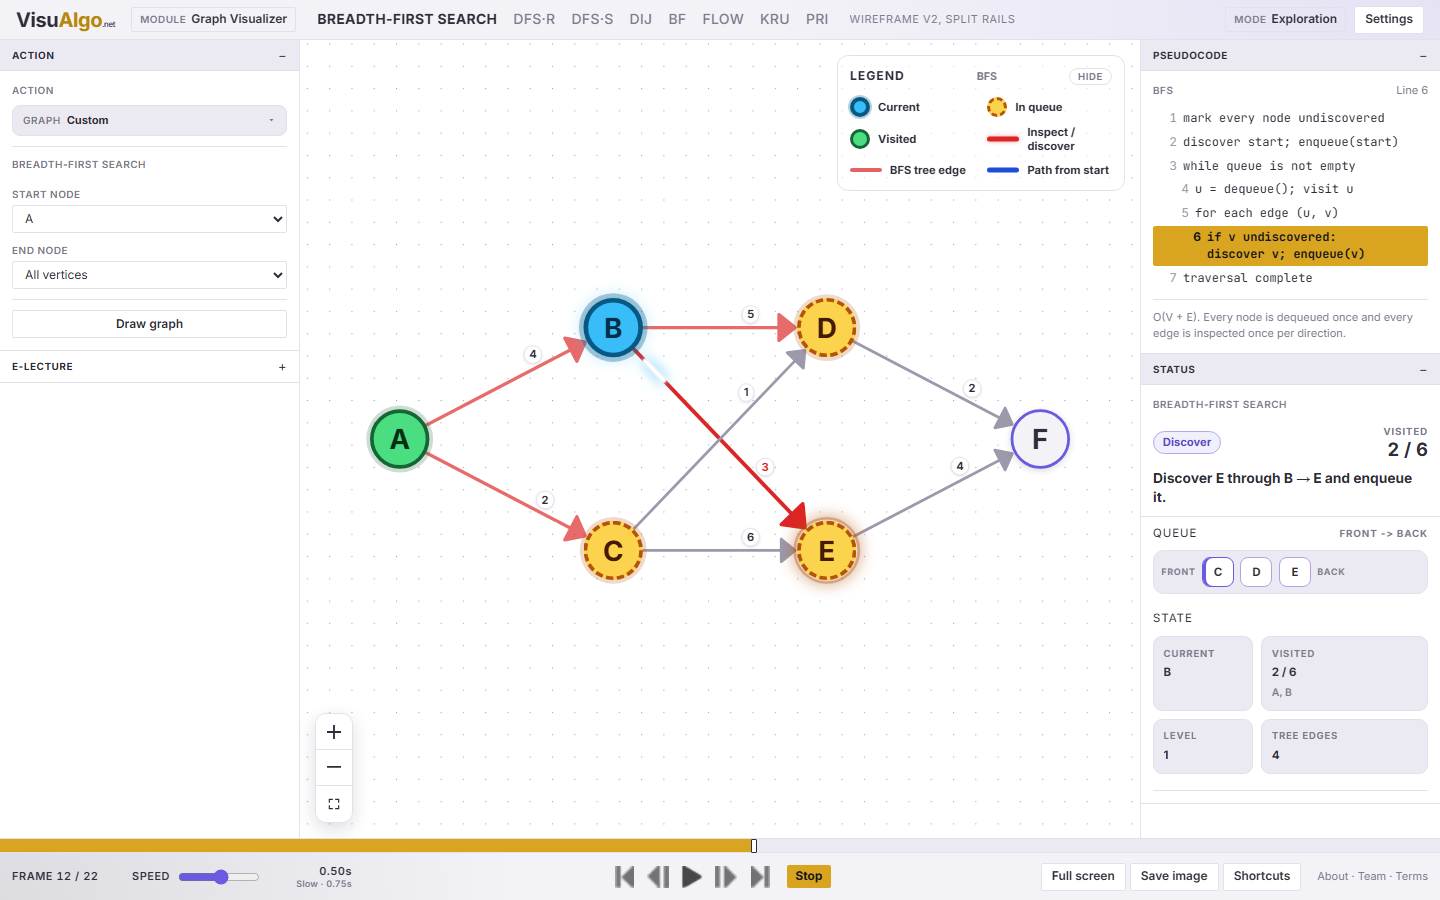 VisuAlgo.net
MODULE Graph Visualizer
BREADTH-FIRST SEARCH DFS·R DFS·S DIJ BF FLOW KRU PRI
WIREFRAME V2, SPLIT RAILS
MODE Exploration
Settings
ACTION −
ACTION
GRAPH Custom
BREADTH-FIRST SEARCH
START NODE
A
END NODE
All vertices
Draw graph
E-LECTURE +
LEGEND BFS HIDE
Current
In queue
Visited
Inspect /
discover
BFS tree edge
Path from start
A
B
C
D
E
F
4
2
5
1
3
6
2
4
PSEUDOCODE −
BFS Line 6
1 mark every node undiscovered
2 discover start; enqueue(start)
3 while queue is not empty
4 u = dequeue(); visit u
5 for each edge (u, v)
6 if v undiscovered:
discover v; enqueue(v)
7 traversal complete
O(V + E). Every node is dequeued once and every
edge is inspected once per direction.
STATUS −
BREADTH-FIRST SEARCH
Discover
VISITED
2 / 6
Discover E through B → E and enqueue
it.
QUEUE FRONT -> BACK
FRONT C D E BACK
STATE
CURRENT
B
VISITED
2 / 6
A, B
LEVEL
1
TREE EDGES
4
FRAME 12 / 22
SPEED
0.50s
Slow · 0.75s
Stop
Full screen
Save image
Shortcuts
About · Team · Terms